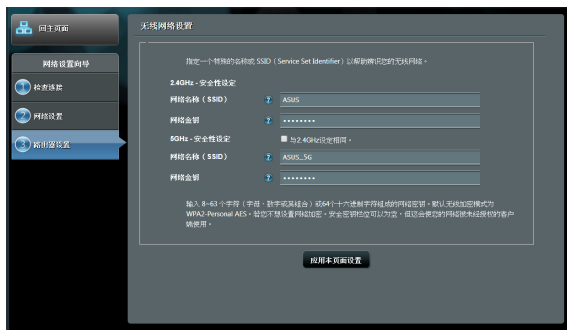 回主页面
网络设置向导
1 检查连接
2 网络设置
3 路由器设置
无线网络设置
指定一个特殊的名称或 SSID（Service Set Identifier）以帮助辨识您的无线网络。
2.4GHz - 安全性设定
网络名称（SSID） ? ASUS
网络金钥 ? ••••••••
5GHz - 安全性设定 与2.4GHz设定相同。
网络名称（SSID） ? ASUS_5G
网络金钥 ? ••••••••
输入 8~63 个字符（字母、数字或其组合）或64个十六进制字符组成的网络密钥。默认无线加密模式为
WPA2-Personal AES。若您不想设置网络加密，安全密钥栏位可以为空，但这会使您的网络被未经授权的客户
端使用。
应用本页面设置